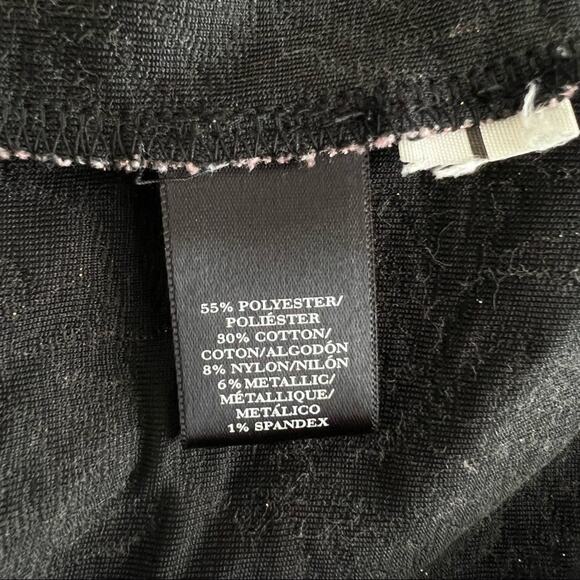 55% POLYESTER/
POLIÉSTER
30% COTTON/
COTON/ALGODÓN
8% NYLON/NILÓN
6% METALLIC/
MÉTALLIQUE/
METÁLICO
1% SPANDEX